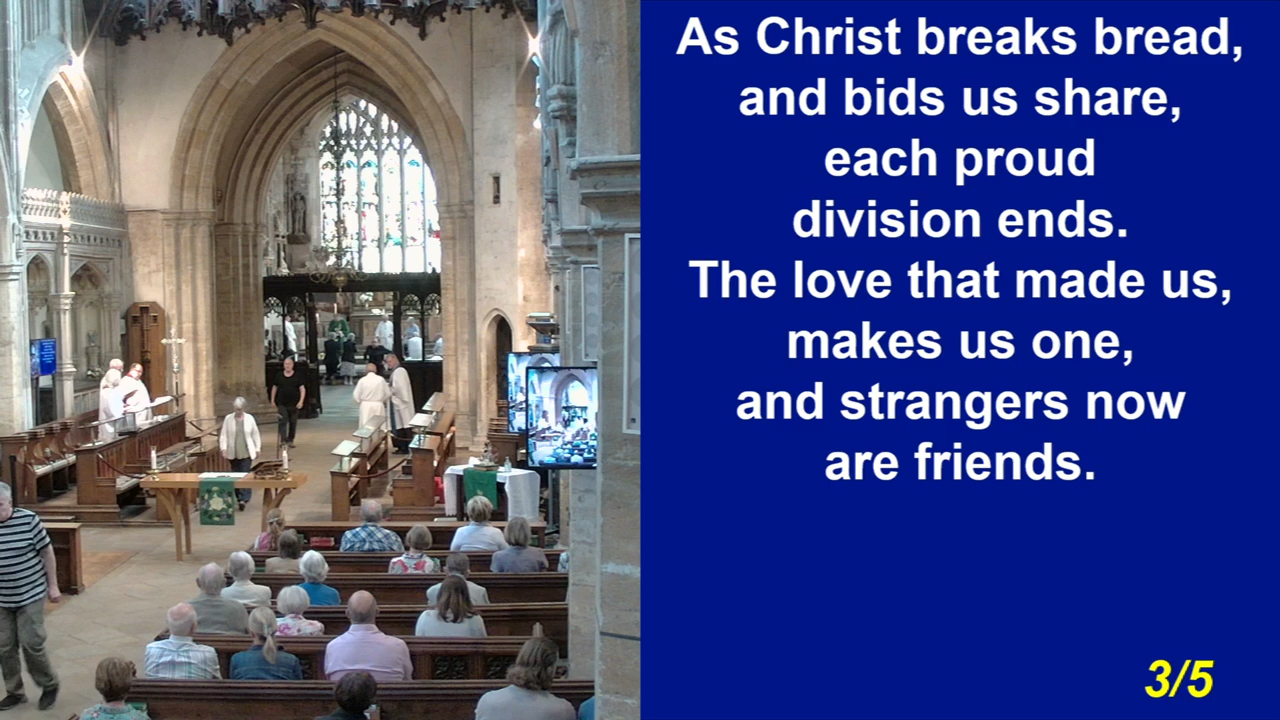 As Christ breaks bread,
and bids us share,
each proud
division ends.
The love that made us,
makes us one,
and strangers now
are friends.
3/5